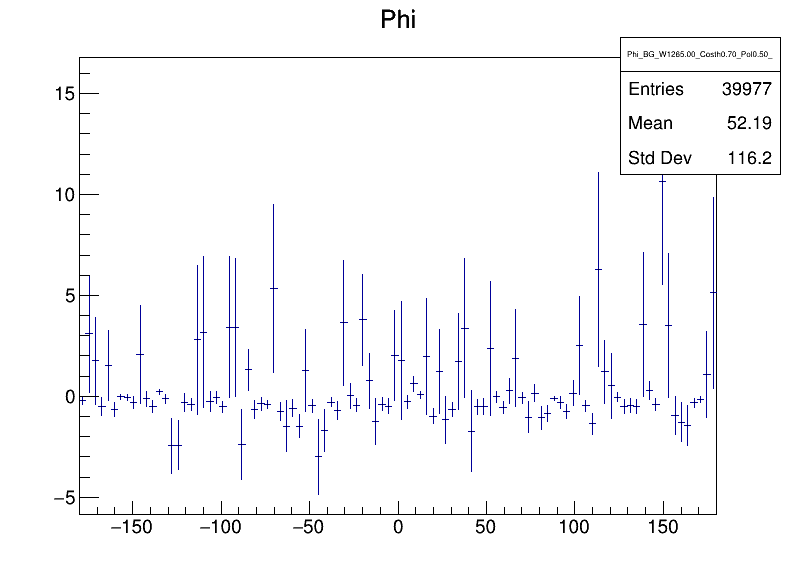 Phi
Phi_BG_W1265.00_Costh0.70_Pol0.50_
Entries 39977
Mean 52.19
Std Dev 116.2
15
10
5
0
−5
−150 −100 −50 0 50 100 150